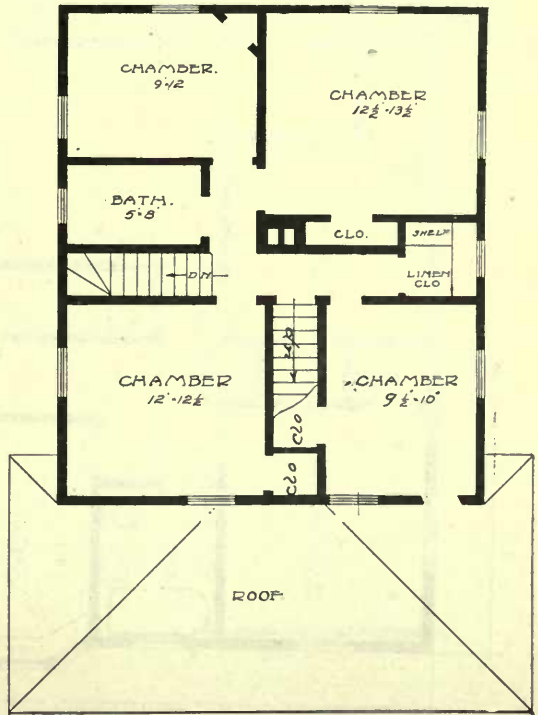 CHAMBER.
9·12
CHAMBER
12½·13½
BATH.
5·8
CLO.
SHELF
LINEN
CLO
DN
UP
CHAMBER
12·12½
CHAMBER
9½·10
CLO
CLO
ROOF